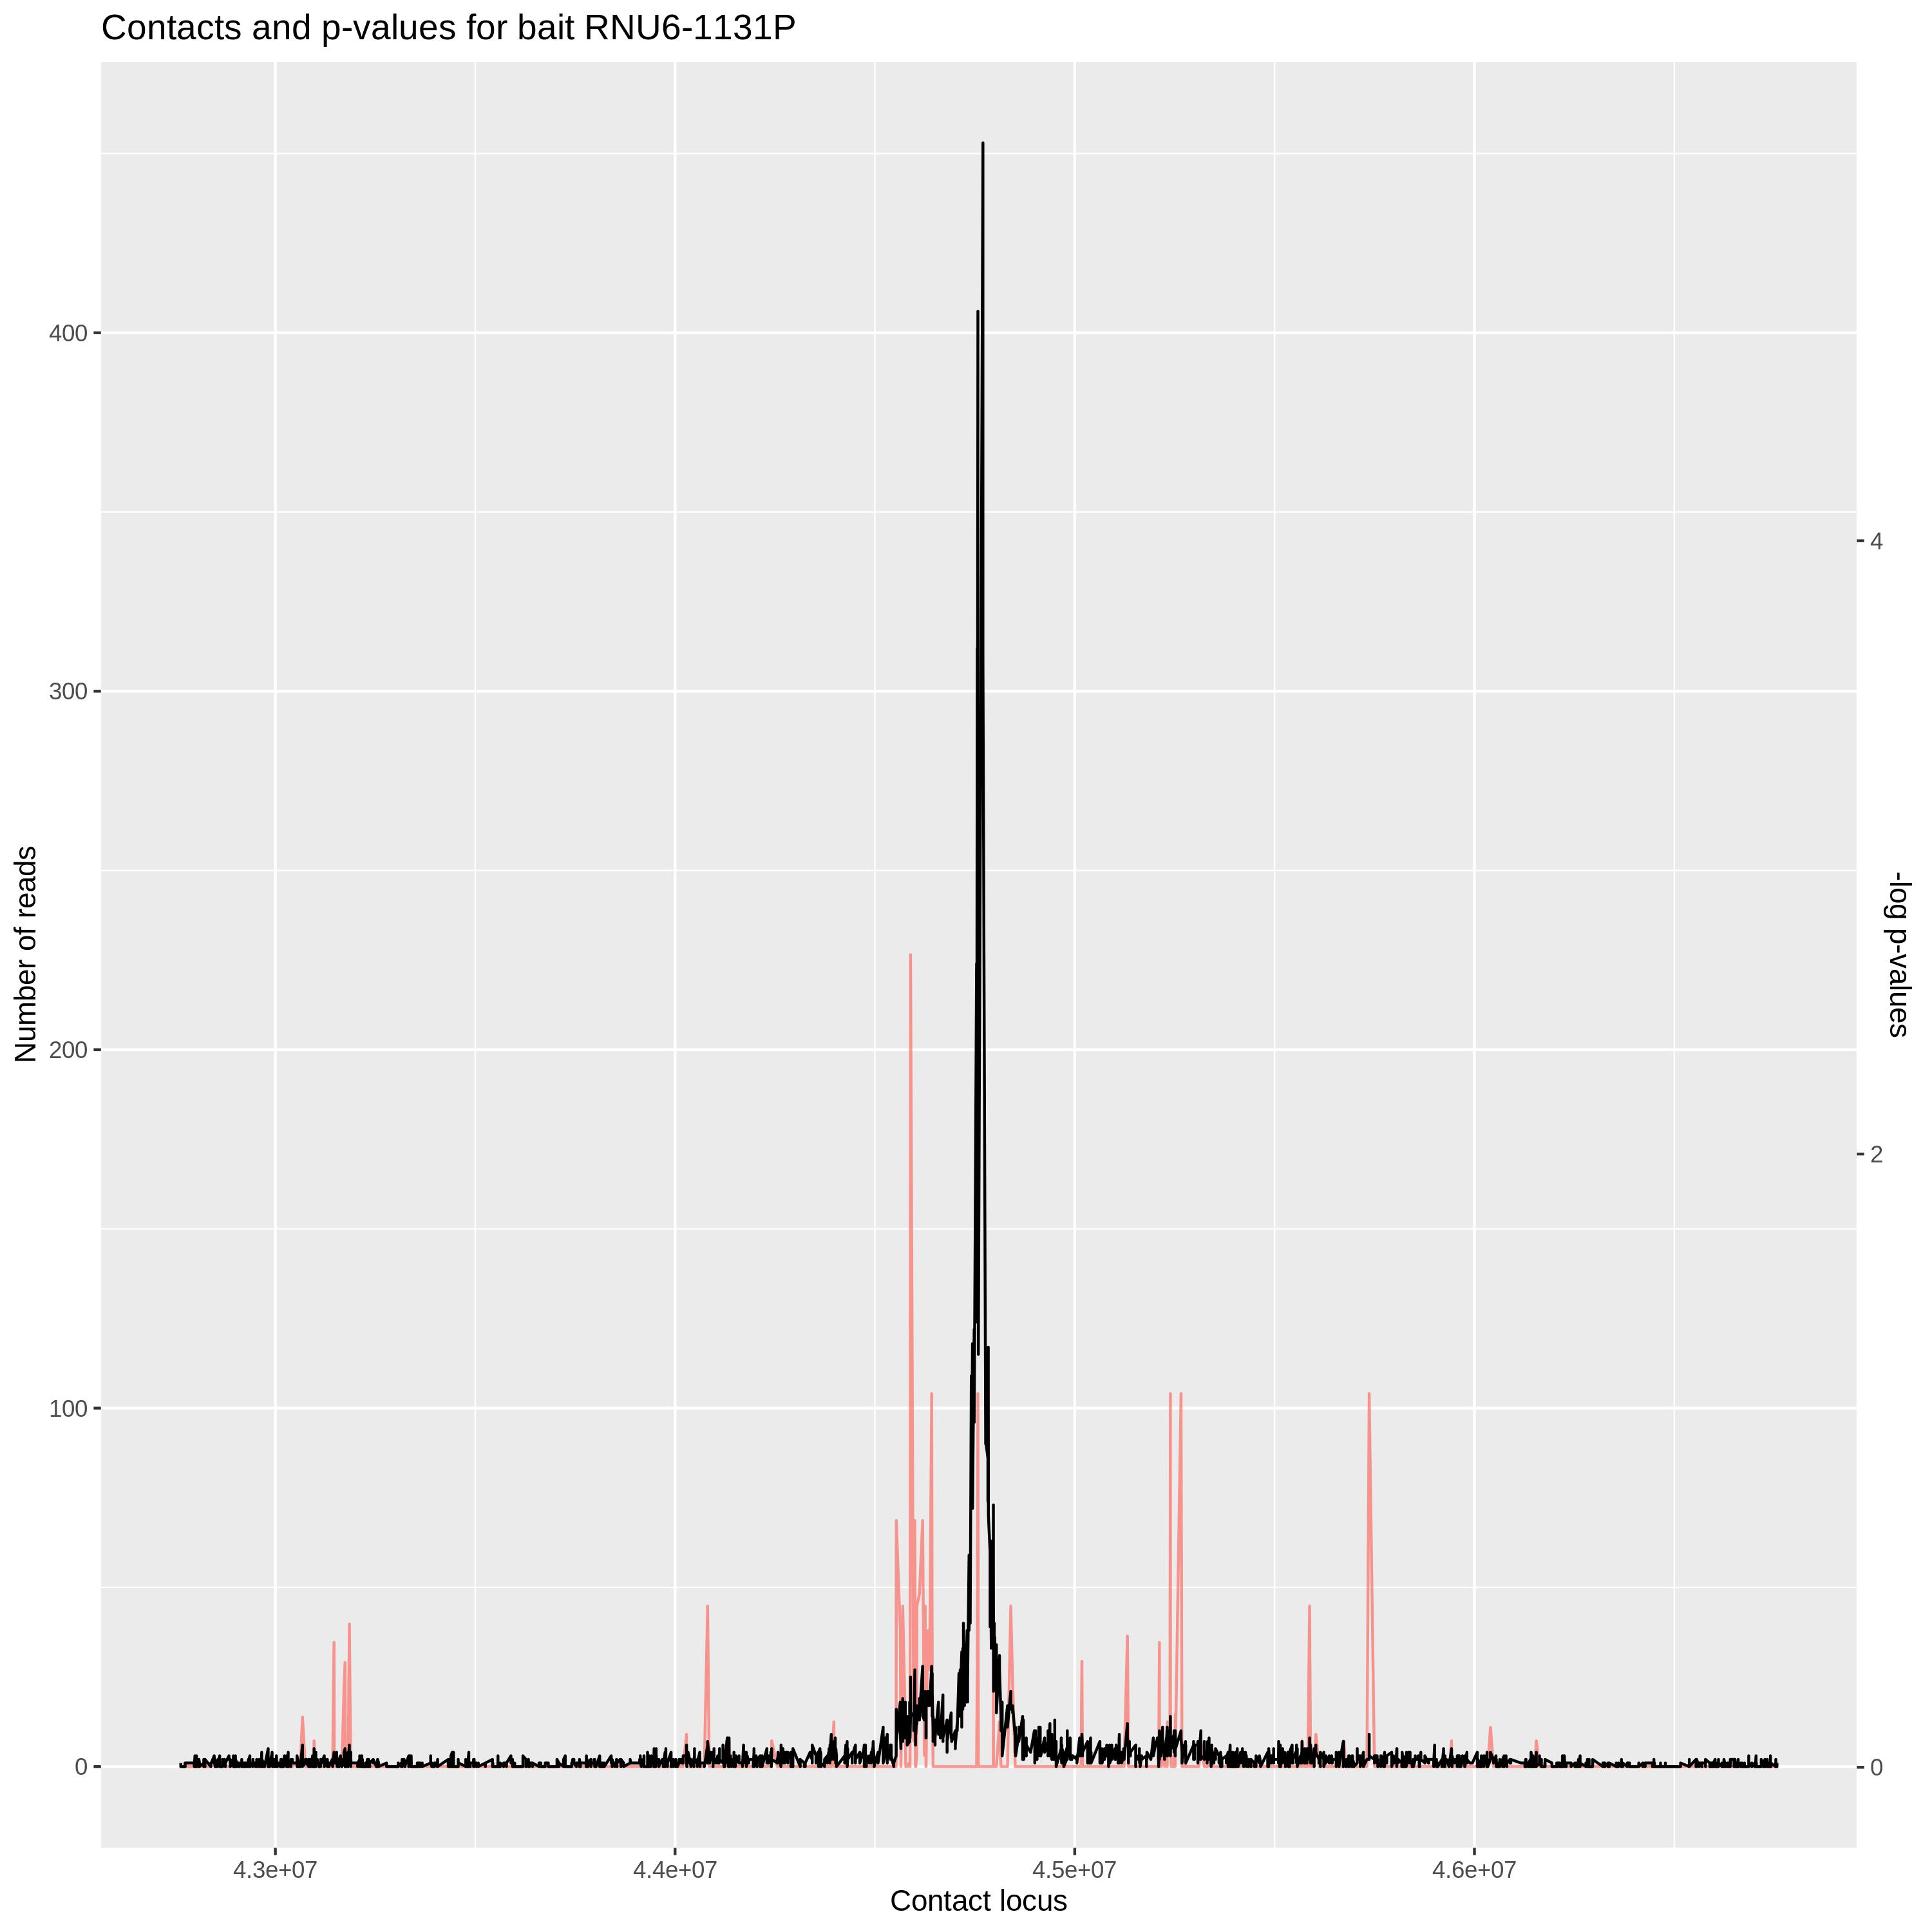 Contacts and p-values for bait RNU6-1131P
400
300
200
100
0
Number of reads
4
2
0
-log p-values
4.3e+07
4.4e+07
4.5e+07
4.6e+07
Contact locus